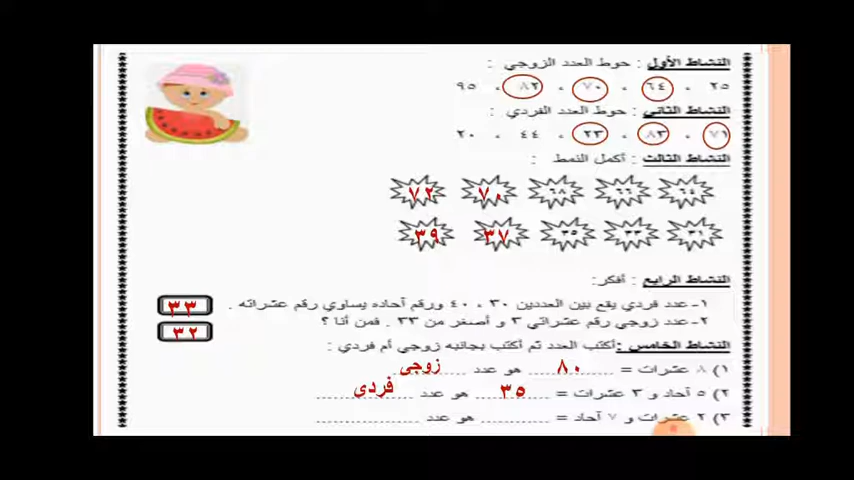 النشاط الأول : حوط العدد الزوجي :
٢٥ ، ٦٤ ، ٧٠ ، ٨٢ ، ٩٥
النشاط الثاني : حوط العدد الفردي :
٧١ ، ٨٣ ، ٢٣ ، ٤٤ ، ٢٠
النشاط الثالث : أكمل النمط :
٦٤ ٦٦ ٦٨ ٧٠ ٧٢
٣١ ٣٣ ٣٥ ٣٧ ٣٩
النشاط الرابع : أفكر:
١- عدد فردي يقع بين العددين ٣٠ ، ٤٠ ورقم آحاده يساوي رقم عشراته . ٣٣
٢- عدد زوجي رقم عشراتي ٣ و أصغر من ٣٣ . فمن أنا ؟ ٣٢
النشاط الخامس : أكتب العدد ثم أكتب بجانبه زوجي أم فردي :
١) ٨ عشرات = ٨٠ هو عدد زوجى
٢) ٥ آحاد و ٣ عشرات = ٣٥ هو عدد فردى
٣) ٢ عشرات و ٧ آحاد = ............... هو عدد .........................